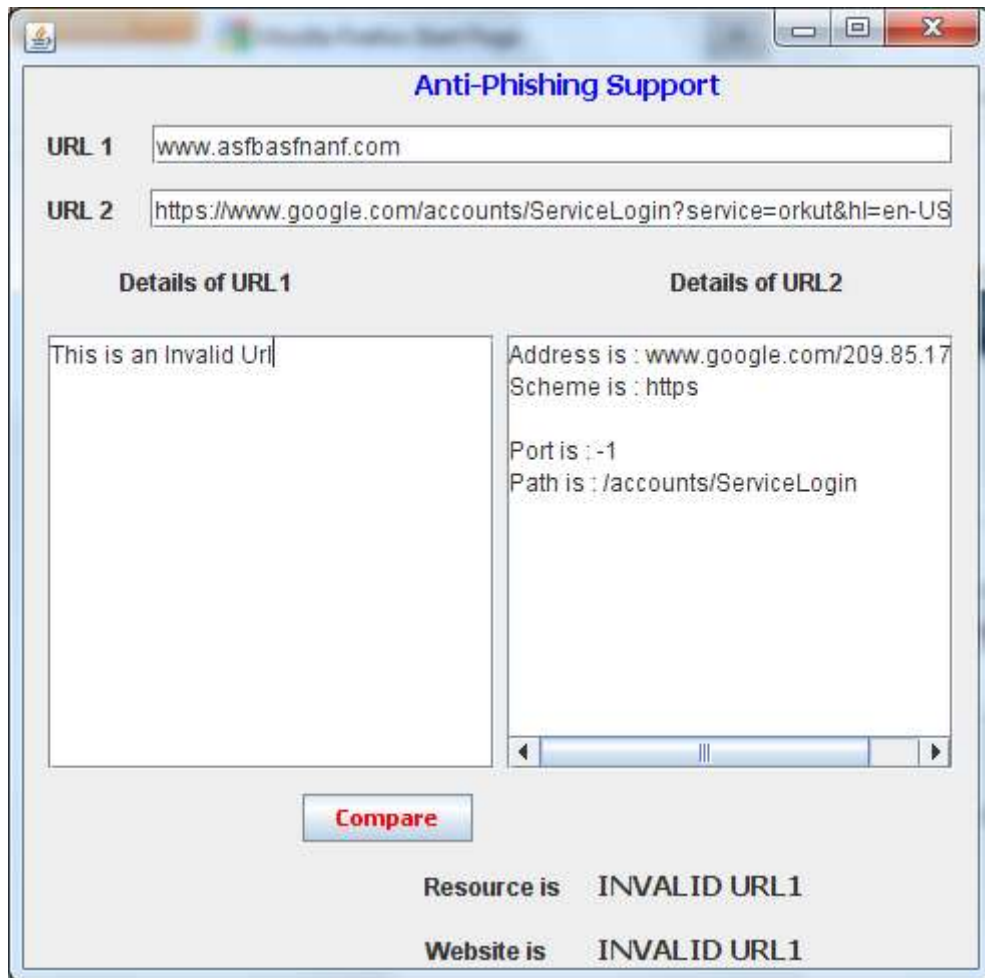 Anti-Phishing Support
URL 1 www.asfbasfnanf.com
URL 2 https://www.google.com/accounts/ServiceLogin?service=orkut&hl=en-US
Details of URL1 Details of URL2
This is an Invalid Url
Address is : www.google.com/209.85.17
Scheme is : https
Port is : -1
Path is : /accounts/ServiceLogin
Compare
Resource is INVALID URL1
Website is INVALID URL1